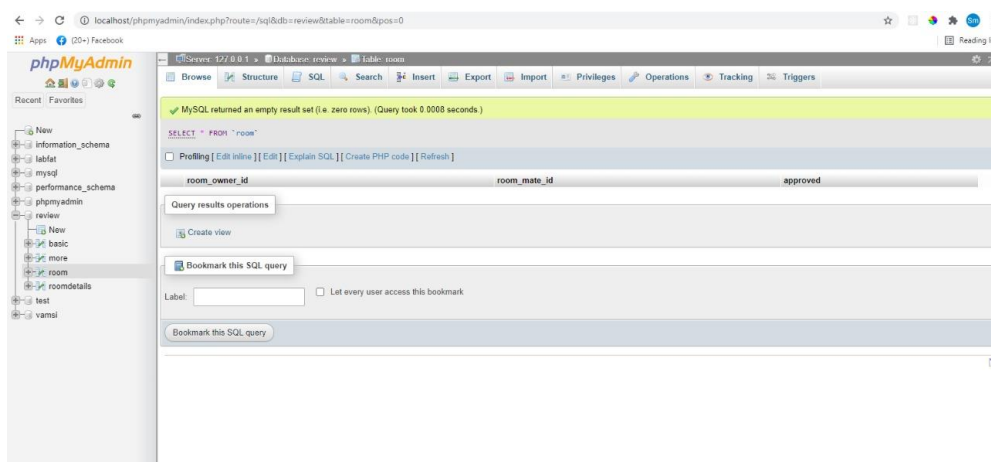 localhost/phpmyadmin/index.php?route=/sql&db=review&table=room&pos=0
Sm
Apps (20+) Facebook
Reading
phpMyAdmin
Recent Favorites
New
information_schema
labfat
mysql
performance_schema
phpmyadmin
review
New
basic
more
room
roomdetails
test
vamsi
Server: 127.0.0.1 » Database: review » Table: room
Browse Structure SQL Search Insert Export Import Privileges Operations Tracking Triggers
MySQL returned an empty result set (i.e. zero rows). (Query took 0.0008 seconds.)
SELECT * FROM `room`
Profiling [ Edit inline ] [ Edit ] [ Explain SQL ] [ Create PHP code ] [ Refresh ]
room_owner_id room_mate_id approved
Query results operations
Create view
Bookmark this SQL query
Label: Let every user access this bookmark
Bookmark this SQL query